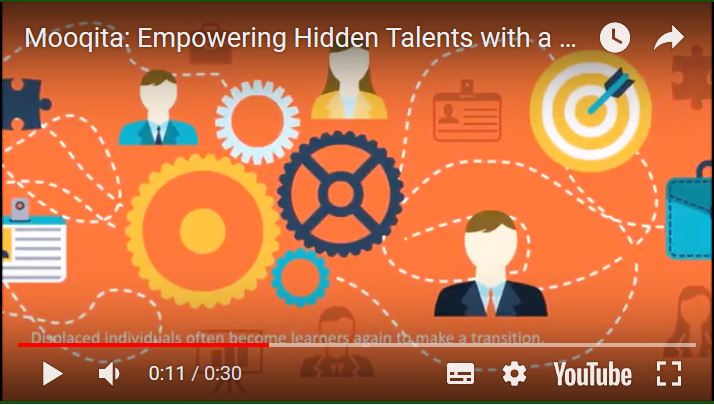 Mooqita: Empowering Hidden Talents with a ...
Displaced individuals often become learners again to make a transition.
0:11 / 0:30
YouTube